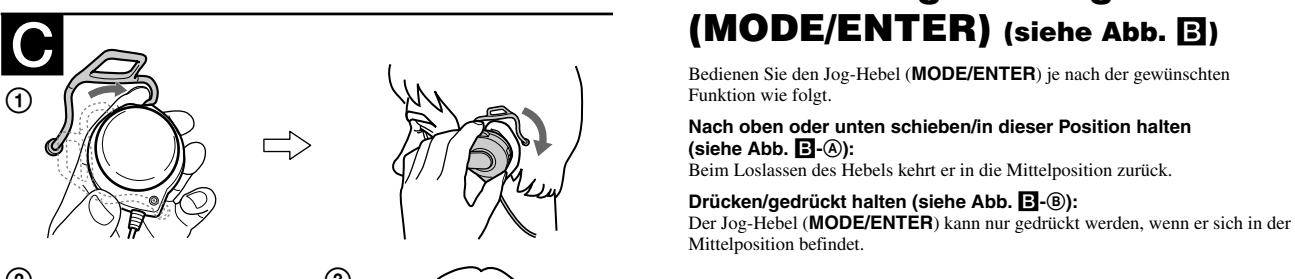 C
①
(MODE/ENTER) (siehe Abb. B)
Bedienen Sie den Jog-Hebel (MODE/ENTER) je nach der gewünschten
Funktion wie folgt.
Nach oben oder unten schieben/in dieser Position halten
(siehe Abb. B-Ⓐ):
Beim Loslassen des Hebels kehrt er in die Mittelposition zurück.
Drücken/gedrückt halten (siehe Abb. B-Ⓑ):
Der Jog-Hebel (MODE/ENTER) kann nur gedrückt werden, wenn er sich in der
Mittelposition befindet.